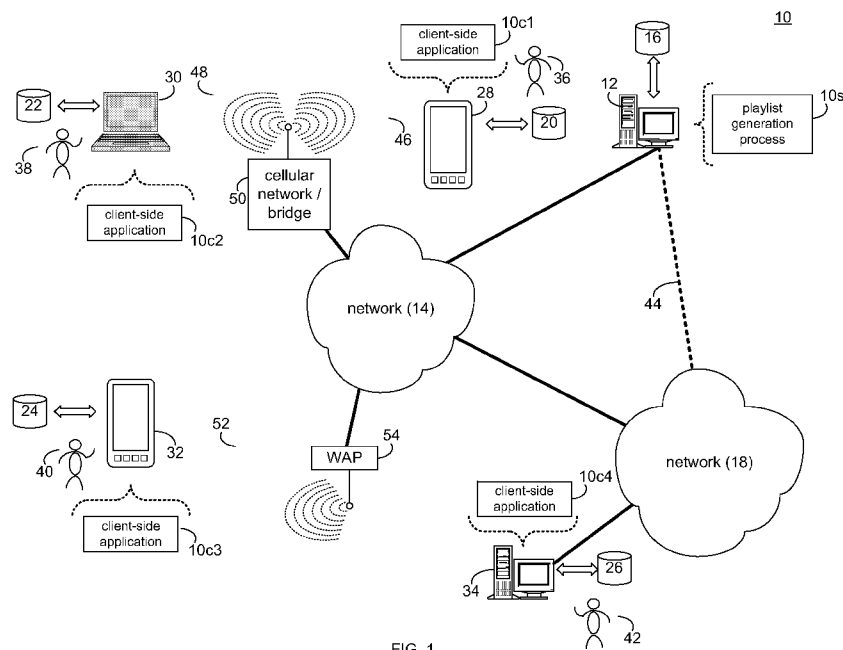 10
10c1
client-side
application
36
16
12
28
20
46
playlist
generation
process
10s
30
48
22
38
client-side
application
10c2
50
cellular
network /
bridge
network (14)
44
24
40
32
52
client-side
application
10c3
WAP
54
network (18)
client-side
application
10c4
34
26
42
FIG. 1